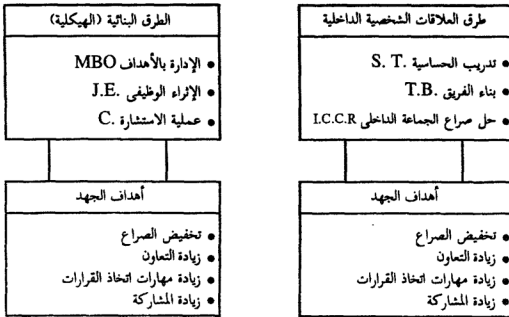 طرق العلاقات الشخصية الداخلية
• تدريب الحساسية S. T.
• بناء الفريق T.B.
• حل صراع الجماعة الداخلى I.C.C.R
أهداف الجهد
• تخفيض الصراع
• زيادة التعاون
• زيادة مهارات اتخاذ القرارات
• زيادة المشاركة
الطرق البنائية (الهيكلية)
• الإدارة بالأهداف MBO
• الإثراء الوظيفى J.E.
• عملية الاستشارة C.
أهداف الجهد
• تخفيض الصراع
• زيادة التعاون
• زيادة مهارات اتخاذ القرارات
• زيادة المشاركة